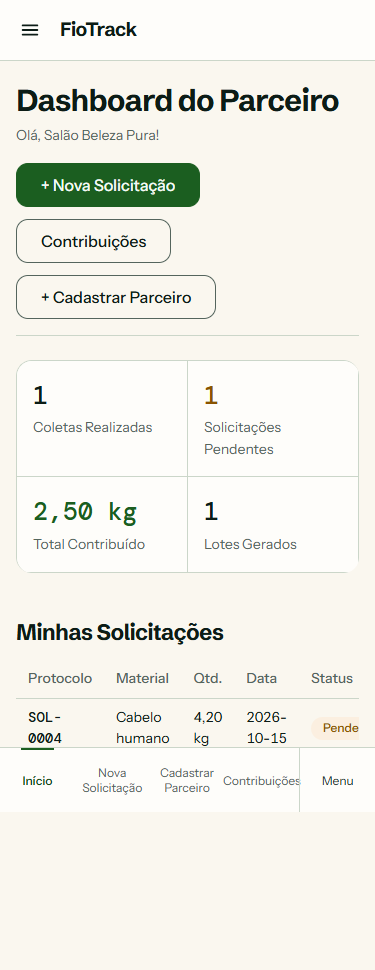 FioTrack
Dashboard do Parceiro
Olá, Salão Beleza Pura!
+ Nova Solicitação
Contribuições
+ Cadastrar Parceiro
1
Coletas Realizadas
1
Solicitações
Pendentes
2,50 kg
Total Contribuído
1
Lotes Gerados
Minhas Solicitações
Protocolo Material Qtd. Data Status
SOL- Cabelo 4,20 2026- Pende
0004 humano kg 10-15
Início
Nova
Solicitação
Cadastrar
Parceiro
Contribuições
Menu